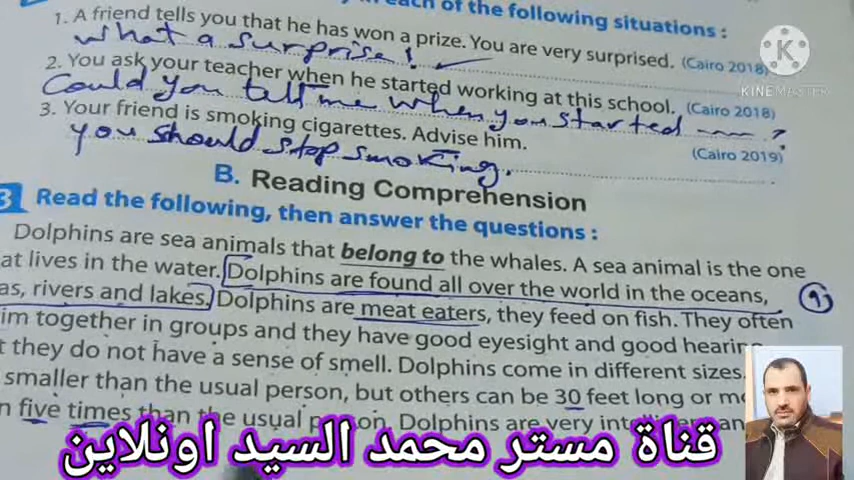 each of the following situations :
1. A friend tells you that he has won a prize. You are very surprised. (Cairo 2018)
what a surprise!
2. You ask your teacher when he started working at this school. (Cairo 2018)
Could you tell me when you started ?
3. Your friend is smoking cigarettes. Advise him. (Cairo 2019)
you should stop smoking.
B. Reading Comprehension
3 Read the following, then answer the questions :
Dolphins are sea animals that belong to the whales. A sea animal is the one
at lives in the water. Dolphins are found all over the world in the oceans,
as, rivers and lakes. Dolphins are meat eaters, they feed on fish. They often
im together in groups and they have good eyesight and good hearing
t they do not have a sense of smell. Dolphins come in different sizes.
smaller than the usual person, but others can be 30 feet long or
n five times than the usual person. Dolphins are very
K
KINEMASTER
قناة مستر محمد السيد اونلاين